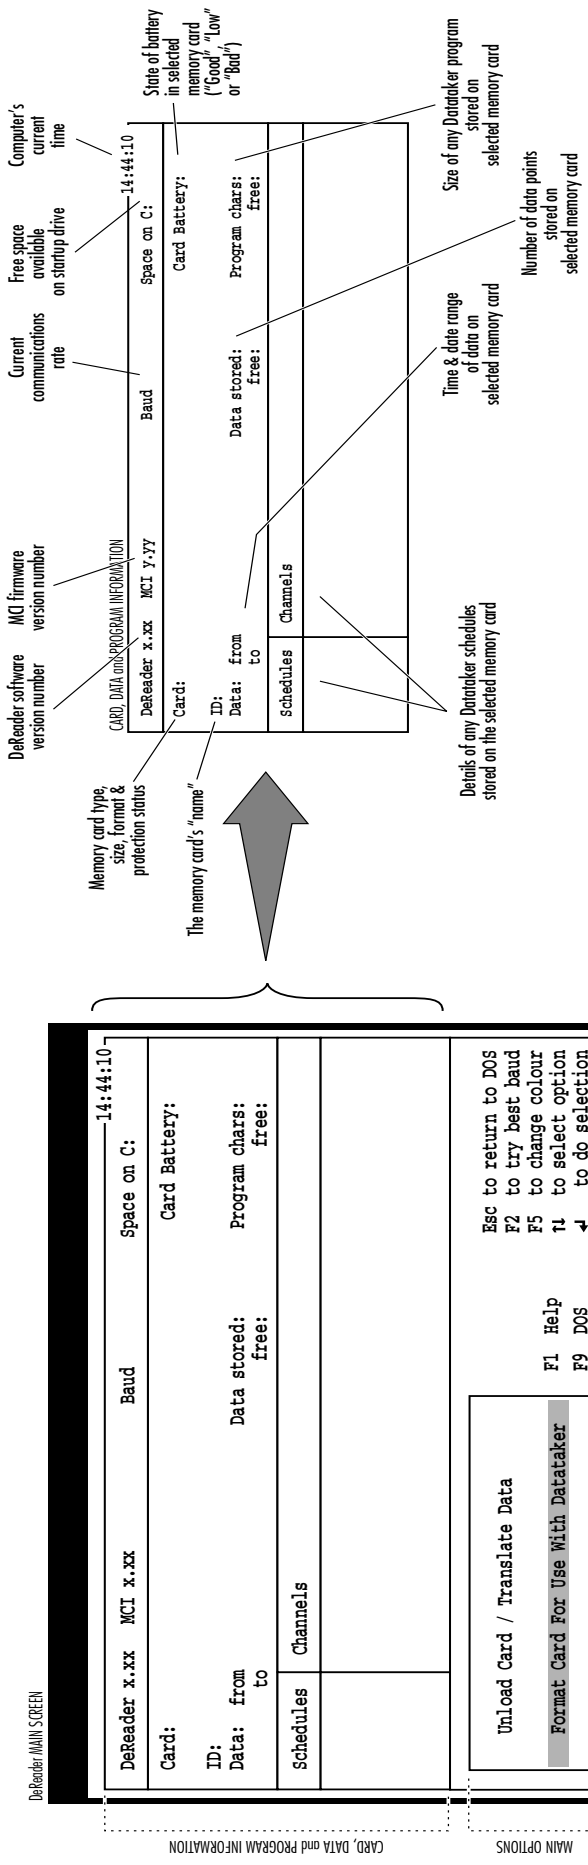 DeReader MAIN SCREEN
14:44:10
DeReader x.xx MCI x.xx Baud Space on C:
Card: Card Battery:
ID:
Data: from Data stored: Program chars:
to free: free:
Schedules Channels
CARD, DATA and PROGRAM INFORMATION
MAIN OPTIONS
Unload Card / Translate Data
Format Card For Use With Datataker
F1 Help
F9 DOS
Esc to return to DOS
F2 to try best baud
F5 to change colour
↑↓ to select option
↵ to do selection
DeReader software
version number
MCI firmware
version number
Current
communications
rate
Free space
available
on startup drive
Computer's
current
time
CARD, DATA and PROGRAM INFORMATION
14:44:10
DeReader x.xx MCI y.yy Baud Space on C:
Card: Card Battery:
ID:
Data: from Data stored: Program chars:
to free: free:
Schedules Channels
Memory card type,
size, format &
protection status
The memory card's "name"
State of battery
in selected
memory card
("Good", "Low"
or "Bad")
Details of any Datataker schedules
stored on the selected memory card
Time & date range
of data on
selected memory card
Number of data points
stored on
selected memory card
Size of any Datataker program
stored on
selected memory card